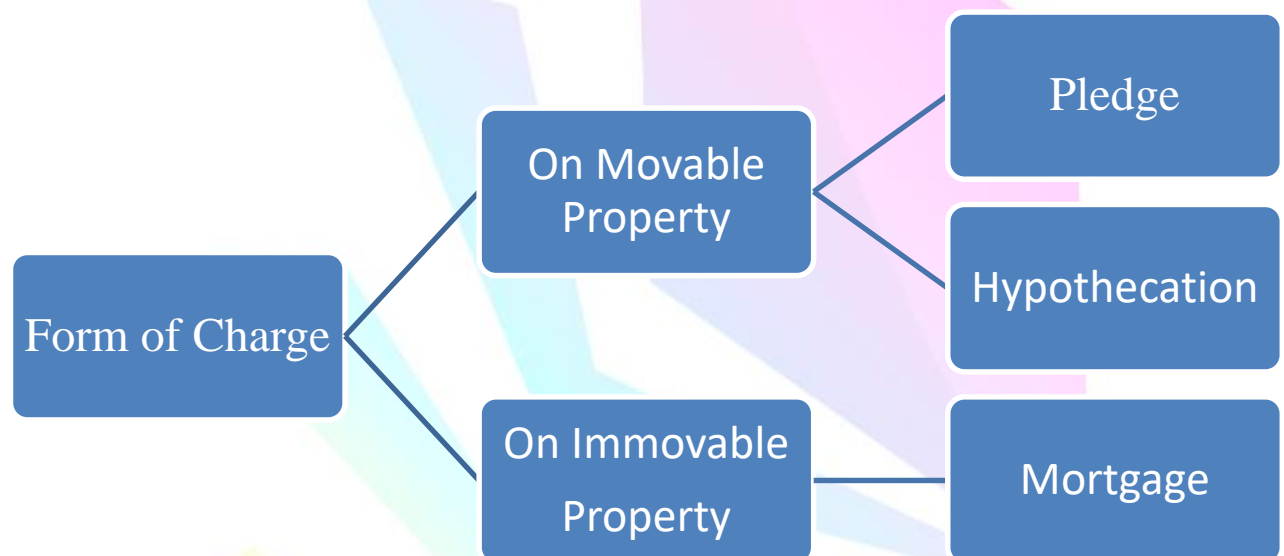 Form of Charge
On Movable
Property
Pledge
Hypothecation
On Immovable
Property
Mortgage